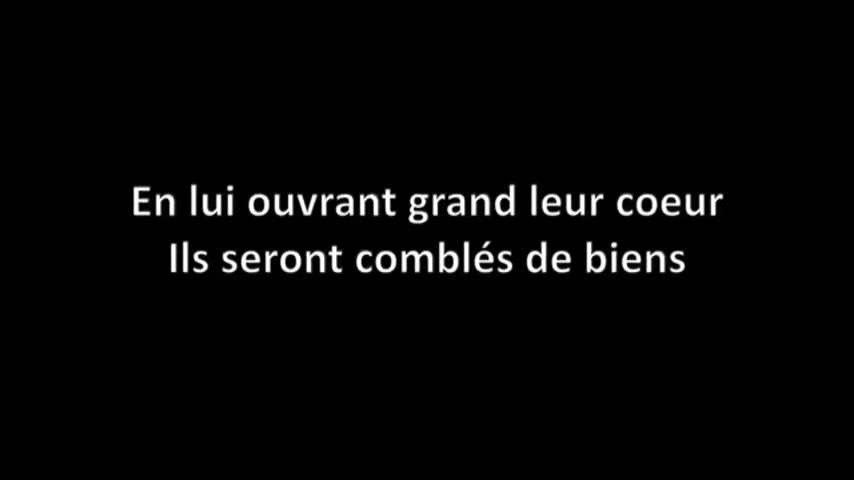 En lui ouvrant grand leur coeur
Ils seront comblés de biens